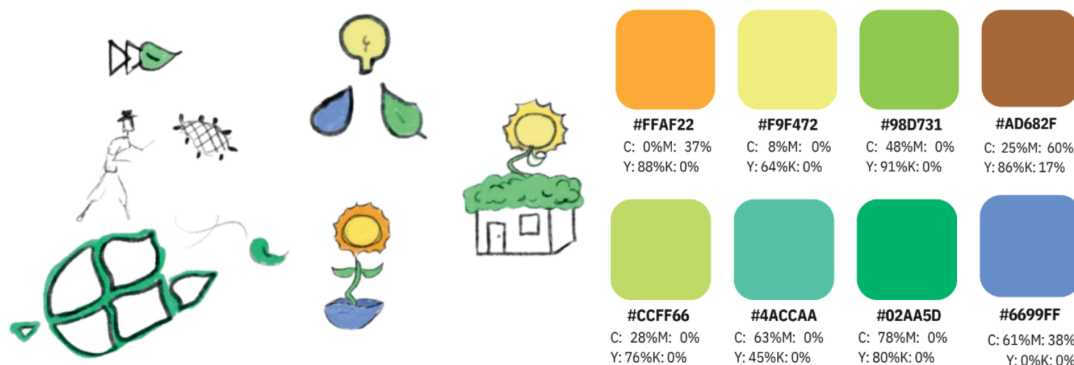 #FFAF22
C: 0%M: 37%
Y: 88%K: 0%
#F9F472
C: 8%M: 0%
Y: 64%K: 0%
#98D731
C: 48%M: 0%
Y: 91%K: 0%
#AD682F
C: 25%M: 60%
Y: 86%K: 17%
#CCFF66
C: 28%M: 0%
Y: 76%K: 0%
#4ACCAA
C: 63%M: 0%
Y: 45%K: 0%
#02AA5D
C: 78%M: 0%
Y: 80%K: 0%
#6699FF
C: 61%M: 38%
Y: 0%K: 0%